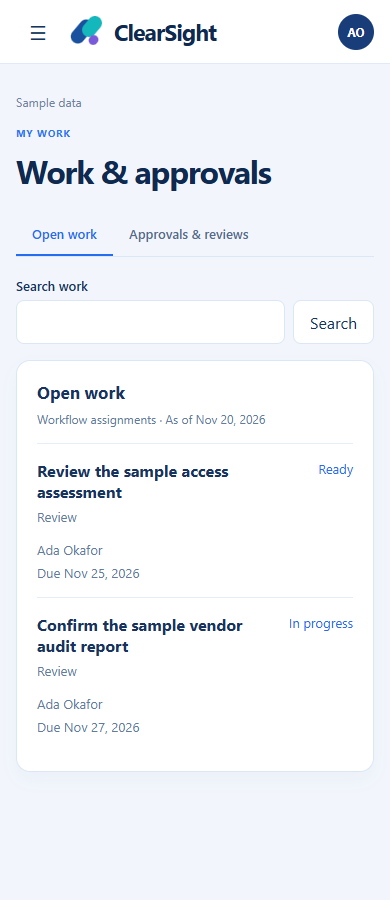 ClearSight
AO
Sample data
MY WORK
Work & approvals
Open work
Approvals & reviews
Search work
Search
Open work
Workflow assignments · As of Nov 20, 2026
Review the sample access
assessment
Ready
Review
Ada Okafor
Due Nov 25, 2026
Confirm the sample vendor
audit report
In progress
Review
Ada Okafor
Due Nov 27, 2026